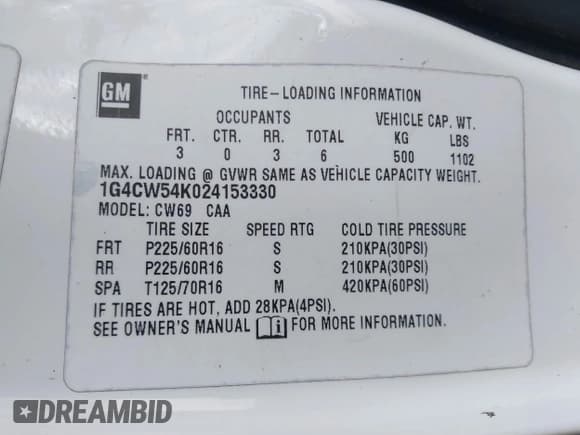 GM ®
TIRE-LOADING INFORMATION
OCCUPANTS VEHICLE CAP. WT.
FRT. CTR. RR. TOTAL KG LBS
3 0 3 6 500 1102
MAX. LOADING @ GVWR SAME AS VEHICLE CAPACITY WEIGHT.
1G4CW54K024153330
MODEL: CW69 CAA
TIRE SIZE SPEED RTG COLD TIRE PRESSURE
FRT P225/60R16 S 210KPA(30PSI)
RR P225/60R16 S 210KPA(30PSI)
SPA T125/70R16 M 420KPA(60PSI)
IF TIRES ARE HOT, ADD 28KPA(4PSI).
SEE OWNER'S MANUAL FOR MORE INFORMATION.
DREAMBID